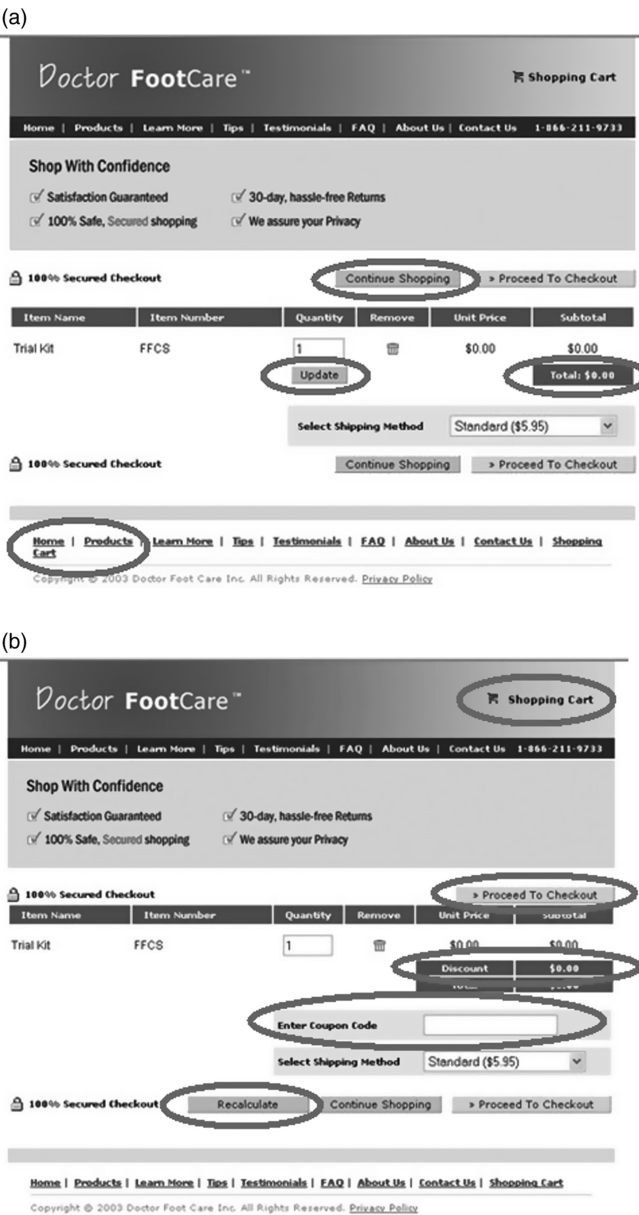 (a)
Doctor FootCare™
Shopping Cart
Home | Products | Learn More | Tips | Testimonials | FAQ | About Us | Contact Us 1-866-211-9733
Shop With Confidence
Satisfaction Guaranteed 30-day, hassle-free Returns
100% Safe, Secured shopping We assure your Privacy
100% Secured Checkout Continue Shopping » Proceed To Checkout
Item Name Item Number Quantity Remove Unit Price Subtotal
Trial Kit FFCS 1 $0.00 $0.00
Update Total: $0.00
Select Shipping Method Standard ($5.95)
100% Secured Checkout Continue Shopping » Proceed To Checkout
Home | Products | Learn More | Tips | Testimonials | FAQ | About Us | Contact Us | Shopping
Cart
Copyright © 2003 Doctor Foot Care Inc. All Rights Reserved. Privacy Policy
(b)
Doctor FootCare™
Shopping Cart
Home | Products | Learn More | Tips | Testimonials | FAQ | About Us | Contact Us 1-866-211-9733
Shop With Confidence
Satisfaction Guaranteed 30-day, hassle-free Returns
100% Safe, Secured shopping We assure your Privacy
100% Secured Checkout » Proceed To Checkout
Item Name Item Number Quantity Remove Unit Price Subtotal
Trial Kit FFCS 1 $0.00 $0.00
Discount $0.00
Total $0.00
Enter Coupon Code
Select Shipping Method Standard ($5.95)
100% Secured Checkout Recalculate Continue Shopping » Proceed To Checkout
Home | Products | Learn More | Tips | Testimonials | FAQ | About Us | Contact Us | Shopping Cart
Copyright © 2003 Doctor Foot Care Inc. All Rights Reserved. Privacy Policy